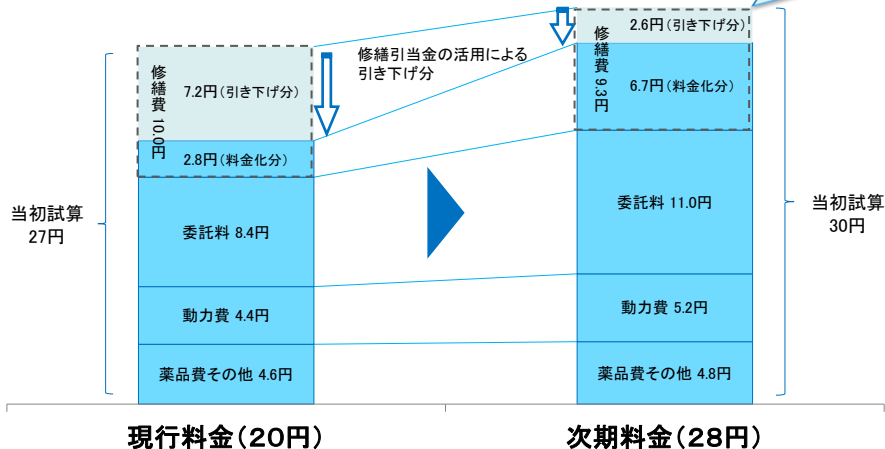 修繕費 10.0円
7.2円(引き下げ分)
2.8円(料金化分)
委託料 8.4円
動力費 4.4円
薬品費その他 4.6円
当初試算
27円
修繕引当金の活用による
引き下げ分
修繕費 9.3円
2.6円(引き下げ分)
6.7円(料金化分)
委託料 11.0円
動力費 5.2円
薬品費その他 4.8円
当初試算
30円
現行料金(20円)
次期料金(28円)